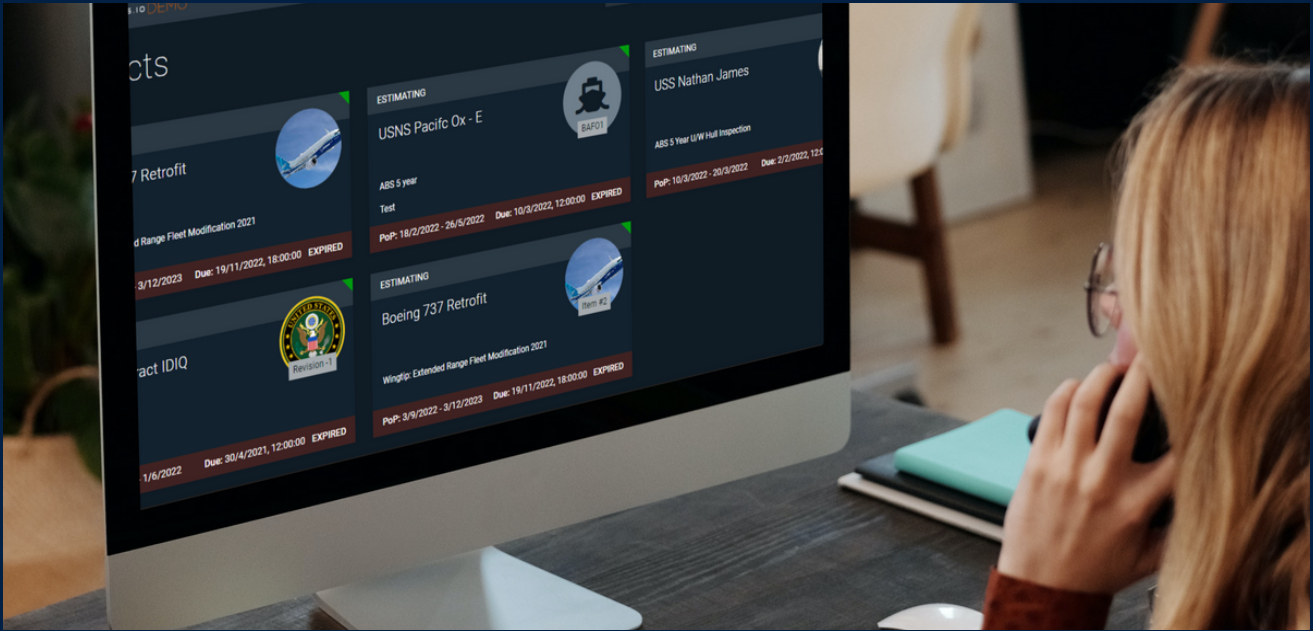 s.io DEMO
cts
7 Retrofit
d Range Fleet Modification 2021
- 3/12/2023 Due: 19/11/2022, 18:00:00 EXPIRED
ESTIMATING
USNS Pacifc Ox - E
BAFO1
ABS 5 year
Test
PoP: 18/2/2022 - 26/5/2022 Due: 10/3/2022, 12:00:00 EXPIRED
ESTIMATING
USS Nathan James
ABS 5 Year U/W Hull Inspection
PoP: 10/3/2022 - 20/3/2022 Due: 2/2/2022, 12:0
UNITED STATES
Revision -1
ract IDIQ
- 1/6/2022 Due: 30/4/2021, 12:00:00 EXPIRED
ESTIMATING
Boeing 737 Retrofit
Item #2
Wingtip: Extended Range Fleet Modification 2021
PoP: 3/9/2022 - 3/12/2023 Due: 19/11/2022, 18:00:00 EXPIRED